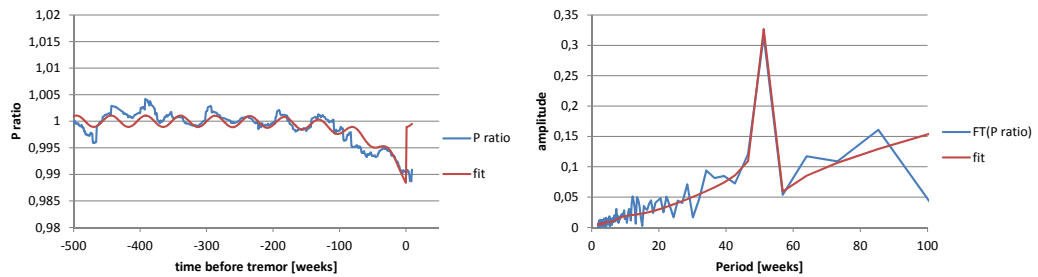 1,02
1,015
1,01
1,005
1
0,995
0,99
0,985
0,98
P ratio
-500 -400 -300 -200 -100 0
time before tremor [weeks]
P ratio
fit
0,35
0,3
0,25
0,2
0,15
0,1
0,05
0
amplitude
0 20 40 60 80 100
Period [weeks]
FT(P ratio)
fit